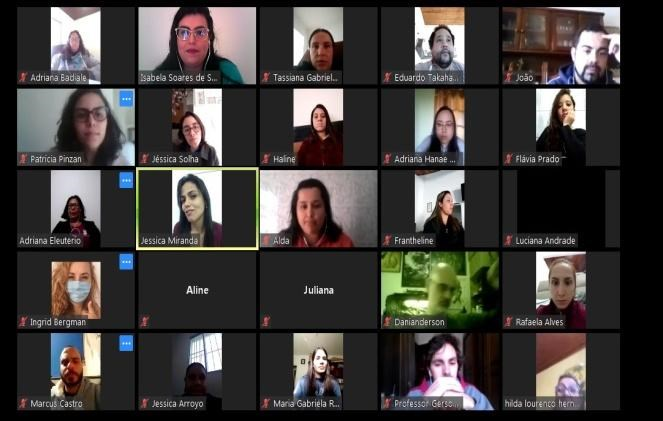 Adriana Badiale
Isabela Soares de S...
Tassiana Gabriel...
Eduardo Takaha...
João
Patricia Pinzan
Jéssica Solha
Haline
Adriana Hanae ...
Flávia Prado
Adriana Eleuterio
Jessica Miranda
Alda
Frantheline
Luciana Andrade
Ingrid Bergman
Aline
Juliana
Danianderson
Rafaela Alves
Marcus Castro
Jessica Arroyo
Maria Gabriela R...
Professor Gerso...
hilda lourenco hern...